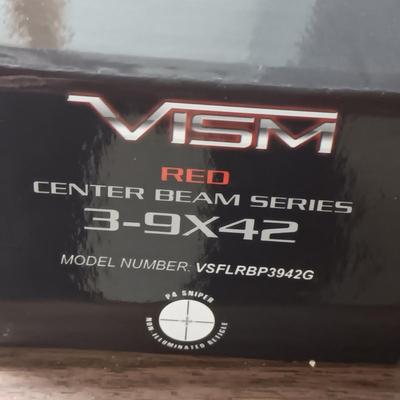 VISM
RED
CENTER BEAM SERIES
3-9X42
MODEL NUMBER: VSFLRBP3942G
P4 SNIPER
NON ILLUMINATED RETICLE